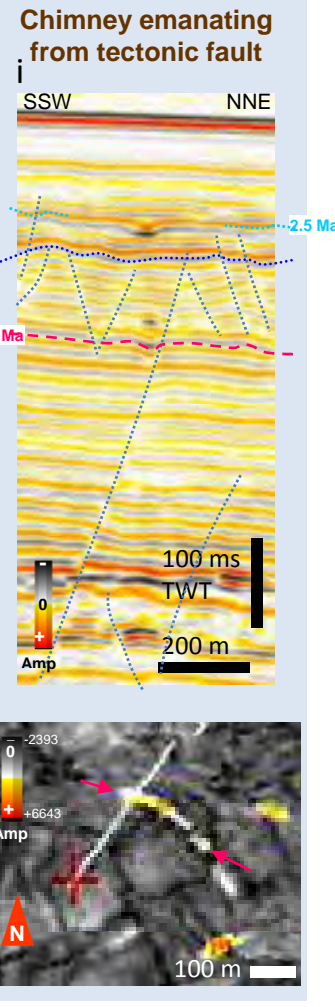 Chimney emanating
from tectonic fault
i
SSW
NNE
2.5 Ma
Ma
100 ms
TWT
-
0
+
Amp
200 m
-
-2393
0
+
+6643
Amp
N
100 m